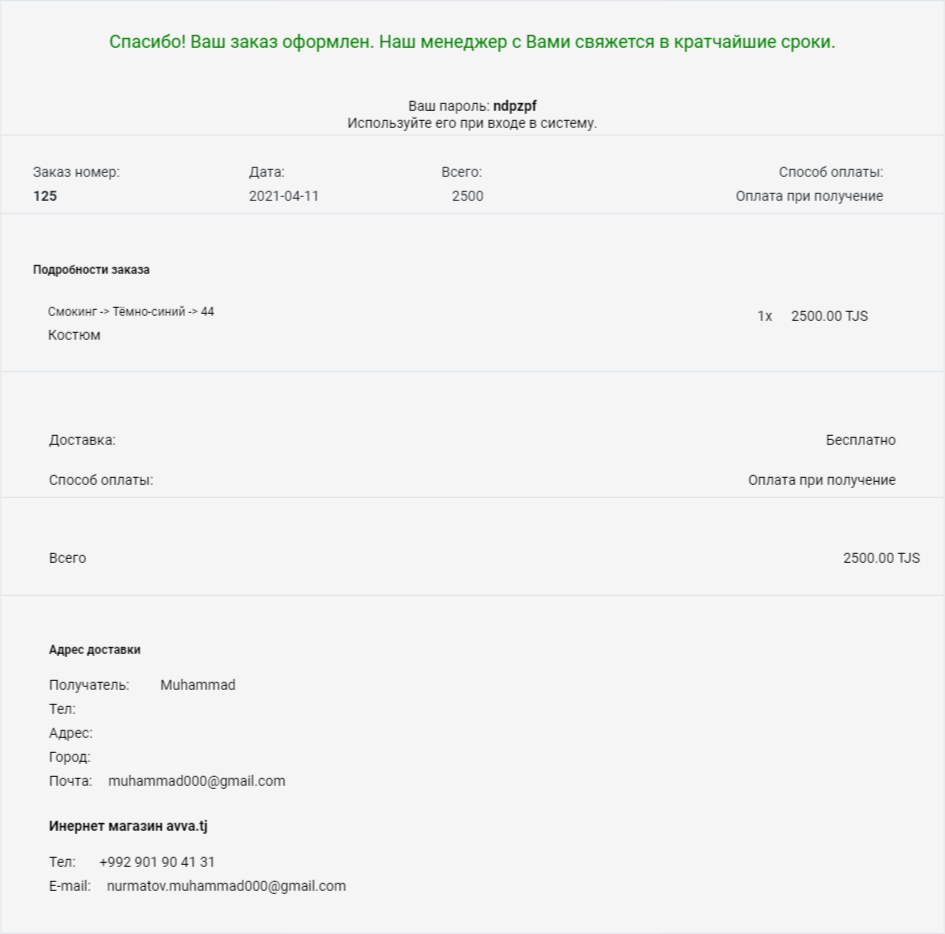 Спасибо! Ваш заказ оформлен. Наш менеджер с Вами свяжется в кратчайшие сроки.
Ваш пароль: ndpzpf
Используйте его при входе в систему.
Заказ номер: Дата: Всего: Способ оплаты:
125 2021-04-11 2500 Оплата при получение
Подробности заказа
Смокинг -> Тёмно-синий -> 44
1x 2500.00 TJS
Костюм
Доставка: Бесплатно
Способ оплаты: Оплата при получение
Всего 2500.00 TJS
Адрес доставки
Получатель: Muhammad
Тел:
Адрес:
Город:
Почта: muhammad000@gmail.com
Инернет магазин avva.tj
Тел: +992 901 90 41 31
E-mail: nurmatov.muhammad000@gmail.com